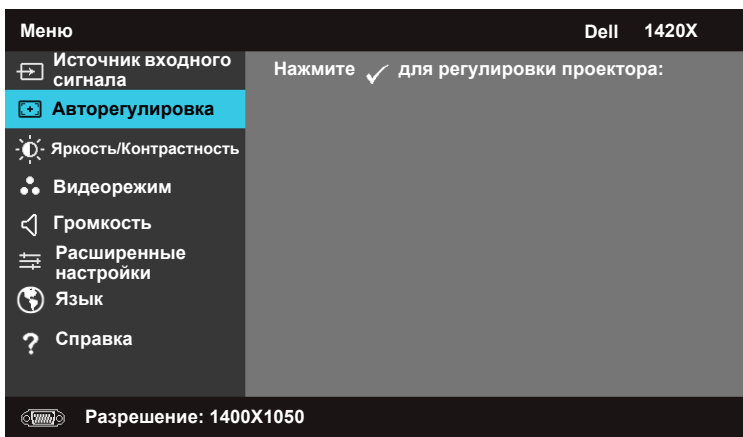 Меню
Dell 1420X
Источник входного
сигнала
Нажмите ✓ для регулировки проектора:
Авторегулировка
Яркость/Контрастность
Видеорежим
Громкость
Расширенные
настройки
Язык
Справка
Разрешение: 1400X1050